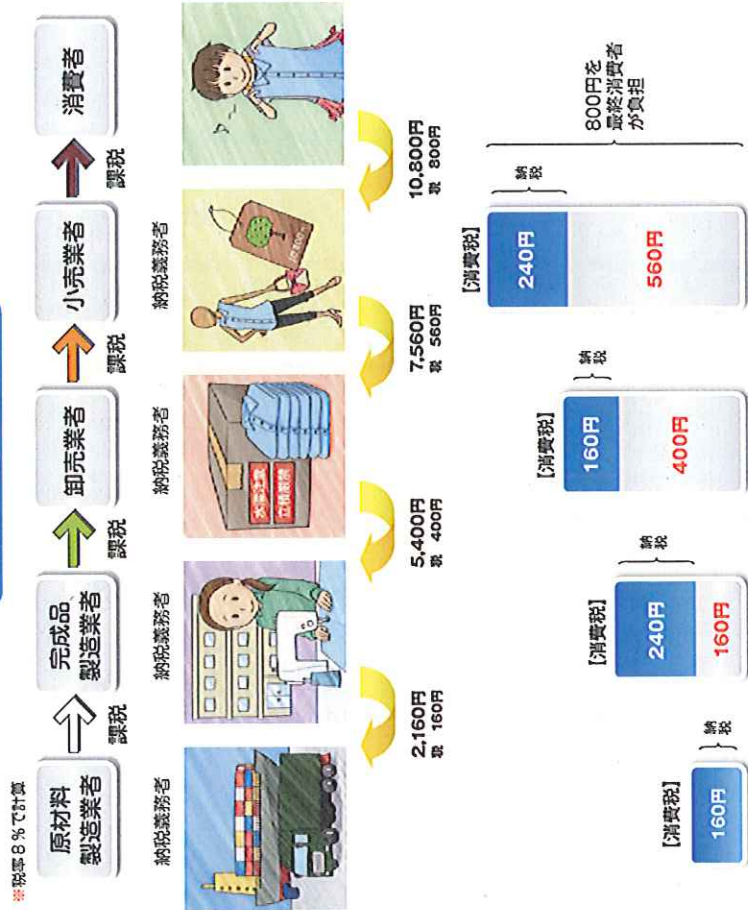 ※税率8%で計算
原材料
製造業者
課税
完成品
製造業者
課税
卸売業者
課税
小売業者
課税
消費者
納税義務者
納税義務者
納税義務者
納税義務者
2,160円
税 160円
5,400円
税 400円
7,560円
税 560円
10,800円
税 800円
【消費税】
160円
納税
【消費税】
240円
160円
納税
【消費税】
160円
400円
納税
【消費税】
240円
560円
納税
800円を
最終消費者
が負担